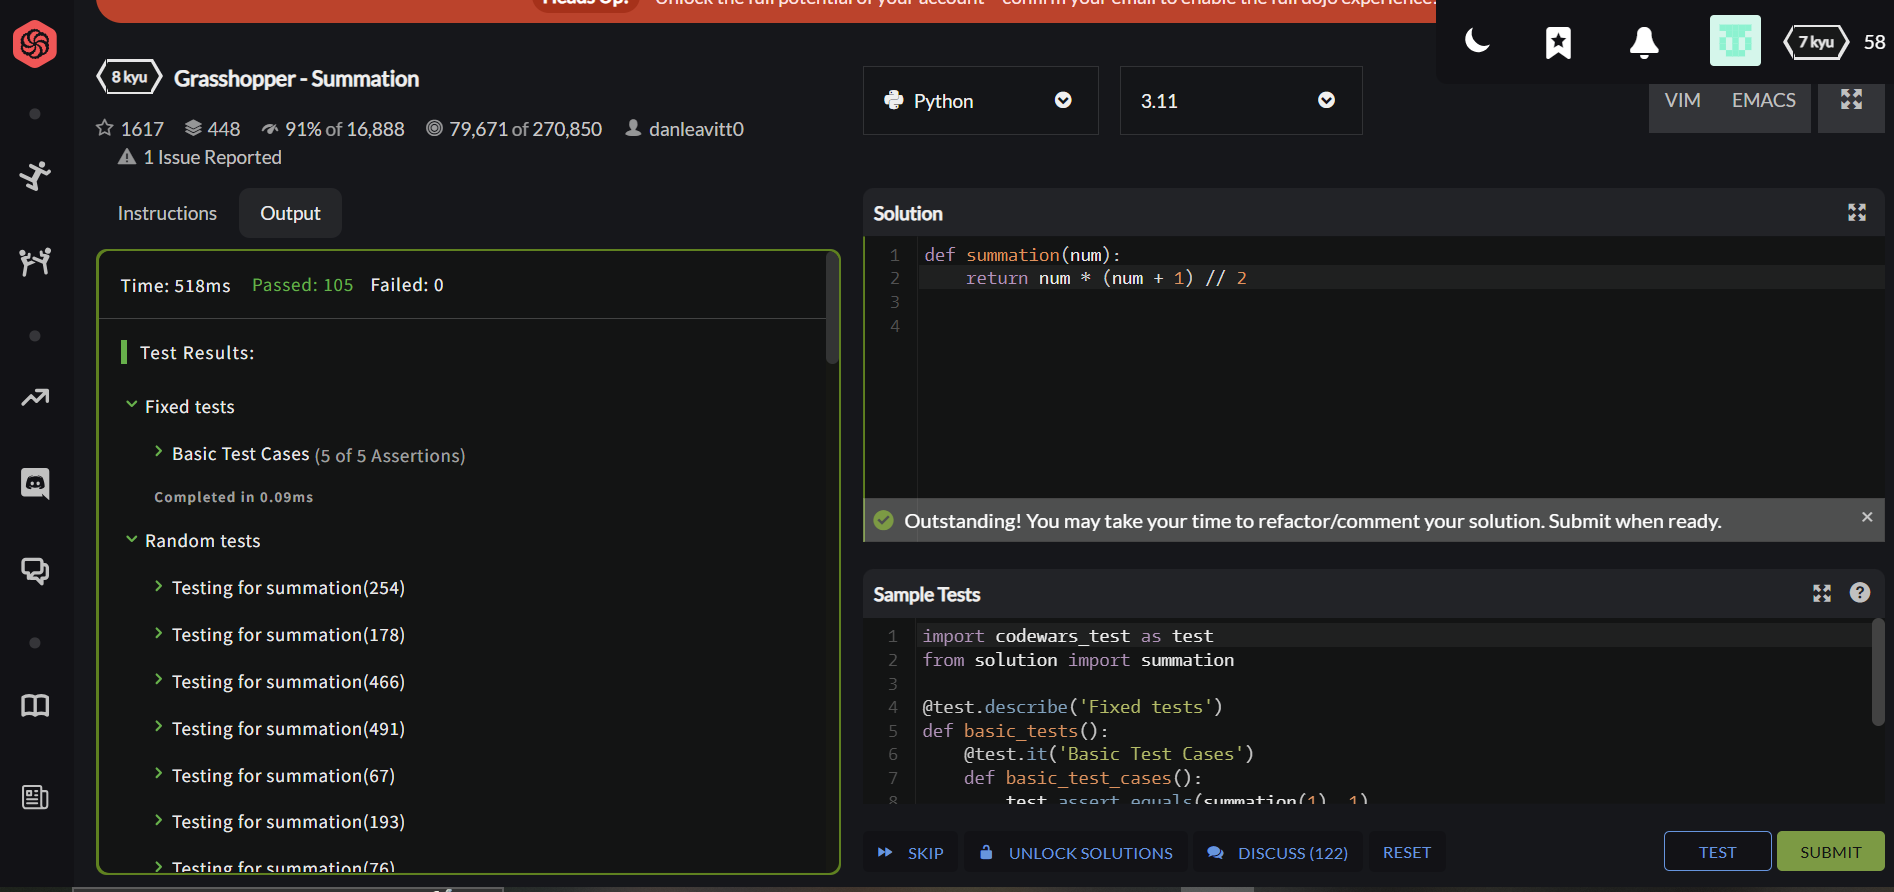 Heads Up! Unlock the full potential of your account - confirm your email to enable the full dojo experience.
7 kyu 58
8 kyu Grasshopper - Summation
1617 448 91% of 16,888 79,671 of 270,850 danleavitt0
1 Issue Reported
Python 3.11
VIM EMACS
Instructions Output
Time: 518ms Passed: 105 Failed: 0
Test Results:
Fixed tests
Basic Test Cases (5 of 5 Assertions)
Completed in 0.09ms
Random tests
Testing for summation(254)
Testing for summation(178)
Testing for summation(466)
Testing for summation(491)
Testing for summation(67)
Testing for summation(193)
Testing for summation(76)
Solution
1 def summation(num):
2     return num * (num + 1) // 2
3
4
Outstanding! You may take your time to refactor/comment your solution. Submit when ready.
Sample Tests
1 import codewars_test as test
2 from solution import summation
3
4 @test.describe('Fixed tests')
5 def basic_tests():
6     @test.it('Basic Test Cases')
7     def basic_test_cases():
8         test.assert_equals(summation(1), 1)
SKIP UNLOCK SOLUTIONS DISCUSS (122) RESET TEST SUBMIT